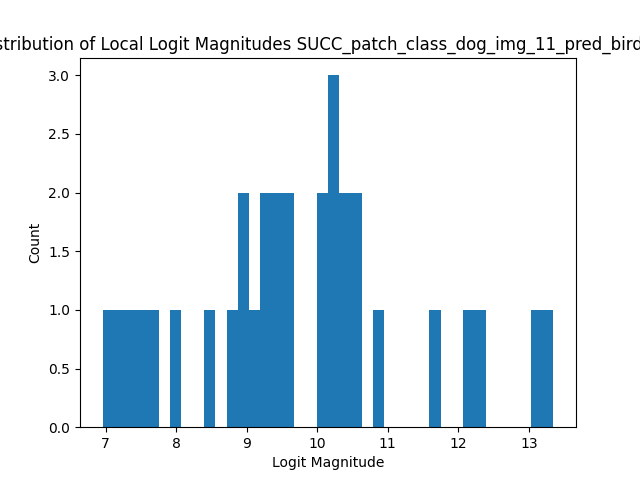 stribution of Local Logit Magnitudes SUCC_patch_class_dog_img_11_pred_bird
3.0
2.5
2.0
1.5
1.0
0.5
0.0
Count
7 8 9 10 11 12 13
Logit Magnitude